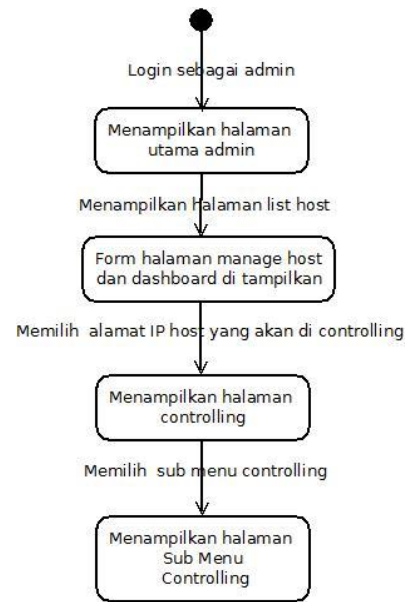 Login sebagai admin
Menampilkan halaman
utama admin
Menampilkan halaman list host
Form halaman manage host
dan dashboard di tampilkan
Memilih alamat IP host yang akan di controlling
Menampilkan halaman
controlling
Memilih sub menu controlling
Menampilkan halaman
Sub Menu
Controlling